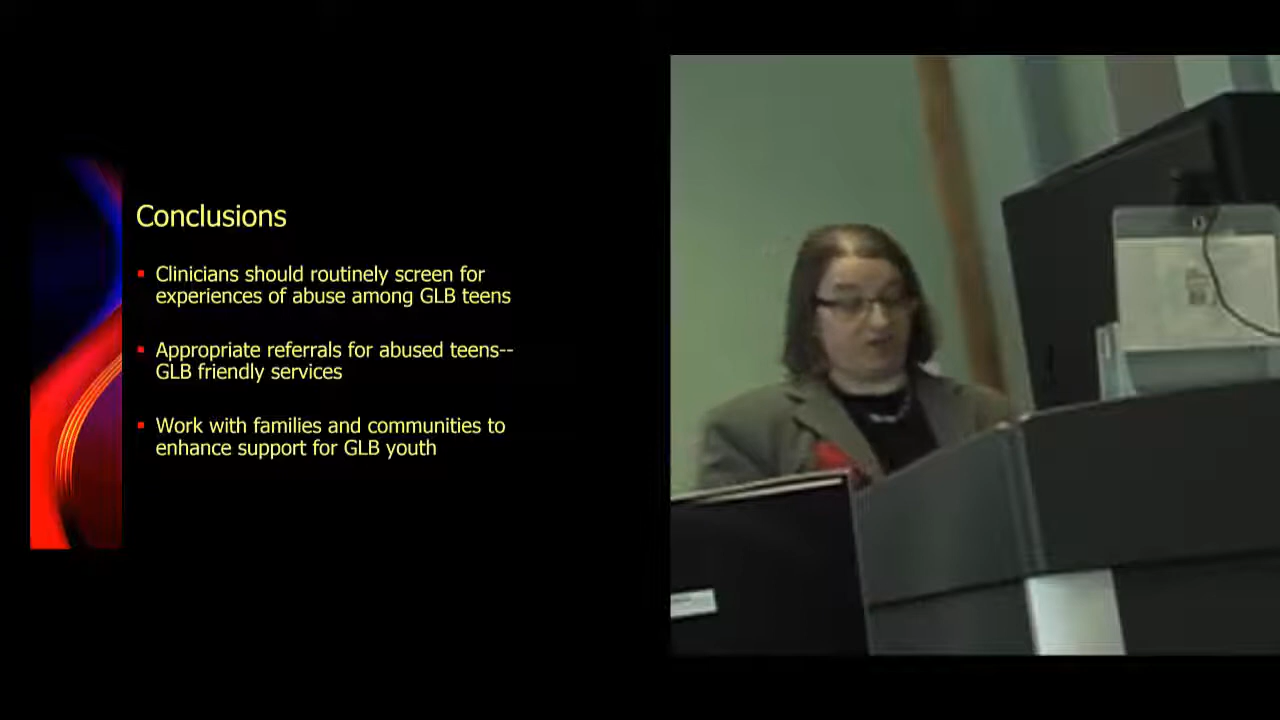 Conclusions
▪ Clinicians should routinely screen for
experiences of abuse among GLB teens
▪ Appropriate referrals for abused teens--
GLB friendly services
▪ Work with families and communities to
enhance support for GLB youth